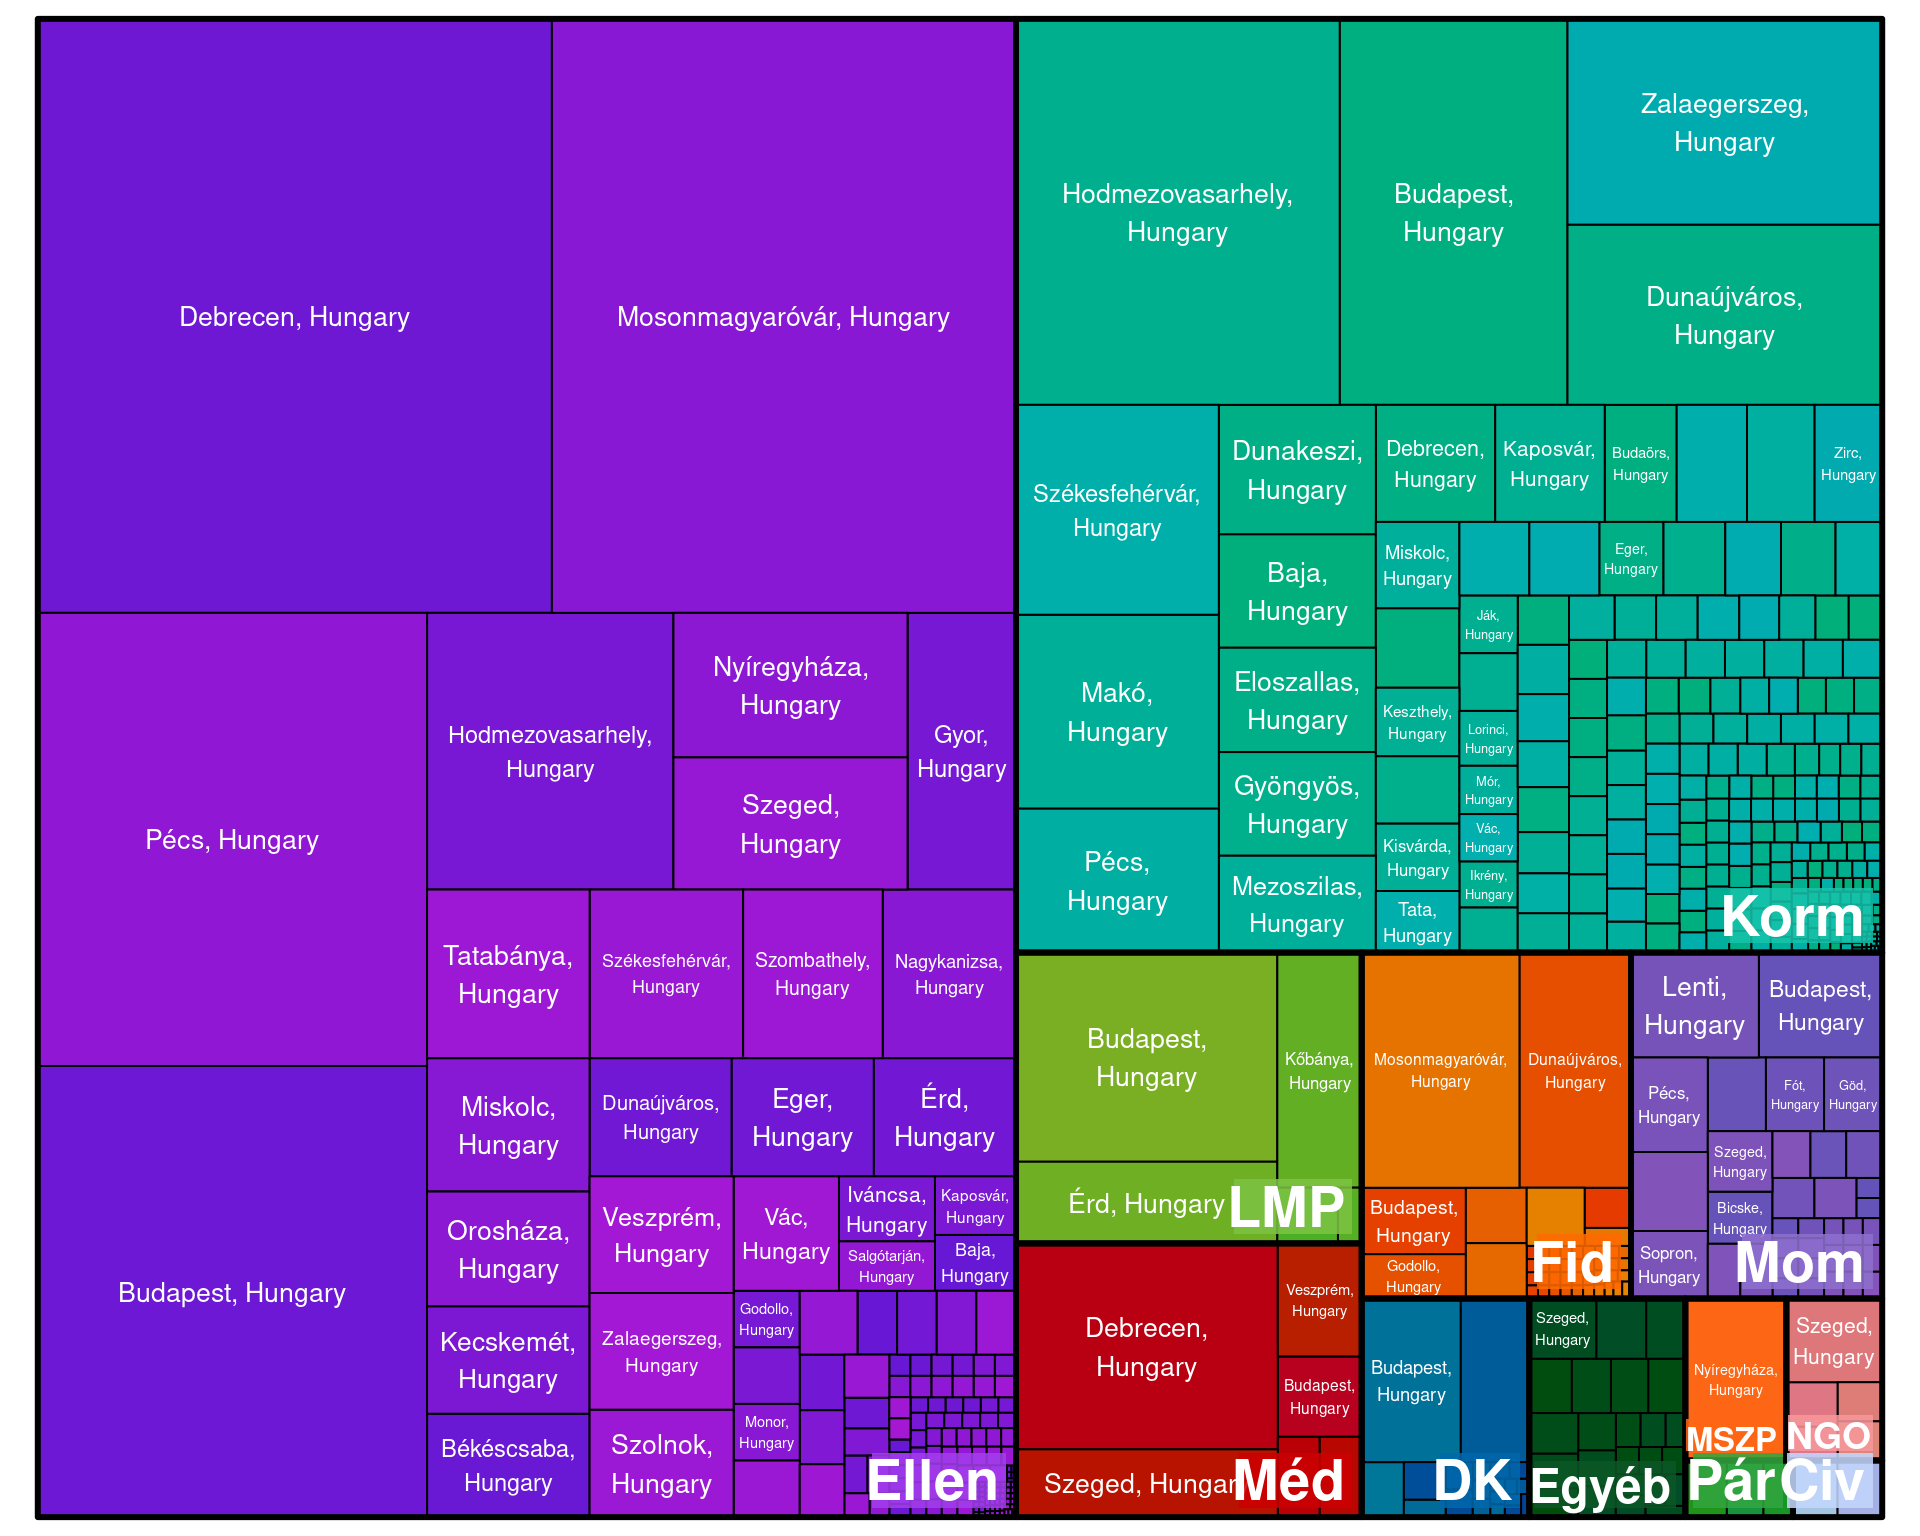 Debrecen, Hungary
Mosonmagyaróvár, Hungary
Pécs, Hungary
Budapest, Hungary
Hodmezovasarhely,
Hungary
Nyíregyháza,
Hungary
Szeged,
Hungary
Gyor,
Hungary
Tatabánya,
Hungary
Székesfehérvár,
Hungary
Szombathely,
Hungary
Nagykanizsa,
Hungary
Miskolc,
Hungary
Orosháza,
Hungary
Kecskemét,
Hungary
Békéscsaba,
Hungary
Dunaújváros,
Hungary
Eger,
Hungary
Érd,
Hungary
Veszprém,
Hungary
Vác,
Hungary
Iváncsa,
Hungary
Kaposvár,
Hungary
Salgótarján,
Hungary
Baja,
Hungary
Zalaegerszeg,
Hungary
Szolnok,
Hungary
Godollo,
Hungary
Monor,
Hungary
Ellen
Hodmezovasarhely,
Hungary
Budapest,
Hungary
Zalaegerszeg,
Hungary
Dunaújváros,
Hungary
Székesfehérvár,
Hungary
Makó,
Hungary
Pécs,
Hungary
Dunakeszi,
Hungary
Baja,
Hungary
Eloszallas,
Hungary
Gyöngyös,
Hungary
Mezoszilas,
Hungary
Debrecen,
Hungary
Kaposvár,
Hungary
Budaörs,
Hungary
Zirc,
Hungary
Miskolc,
Hungary
Eger,
Hungary
Ják,
Hungary
Keszthely,
Hungary
Lorinci,
Hungary
Mór,
Hungary
Vác,
Hungary
Kisvárda,
Hungary
Ikrény,
Hungary
Tata,
Hungary
Korm
Budapest,
Hungary
Kőbánya,
Hungary
Érd, Hungary
LMP
Mosonmagyaróvár,
Hungary
Dunaújváros,
Hungary
Budapest,
Hungary
Godollo,
Hungary
Fid
Lenti,
Hungary
Budapest,
Hungary
Pécs,
Hungary
Fót,
Hungary
Göd,
Hungary
Szeged,
Hungary
Bicske,
Hungary
Sopron,
Hungary
Mom
Debrecen,
Hungary
Veszprém,
Hungary
Budapest,
Hungary
Szeged, Hungar
Méd
Budapest,
Hungary
DK
Szeged,
Hungary
Egyéb
Nyíregyháza,
Hungary
MSZP
Szeged,
Hungary
NGO
Pár
Civ